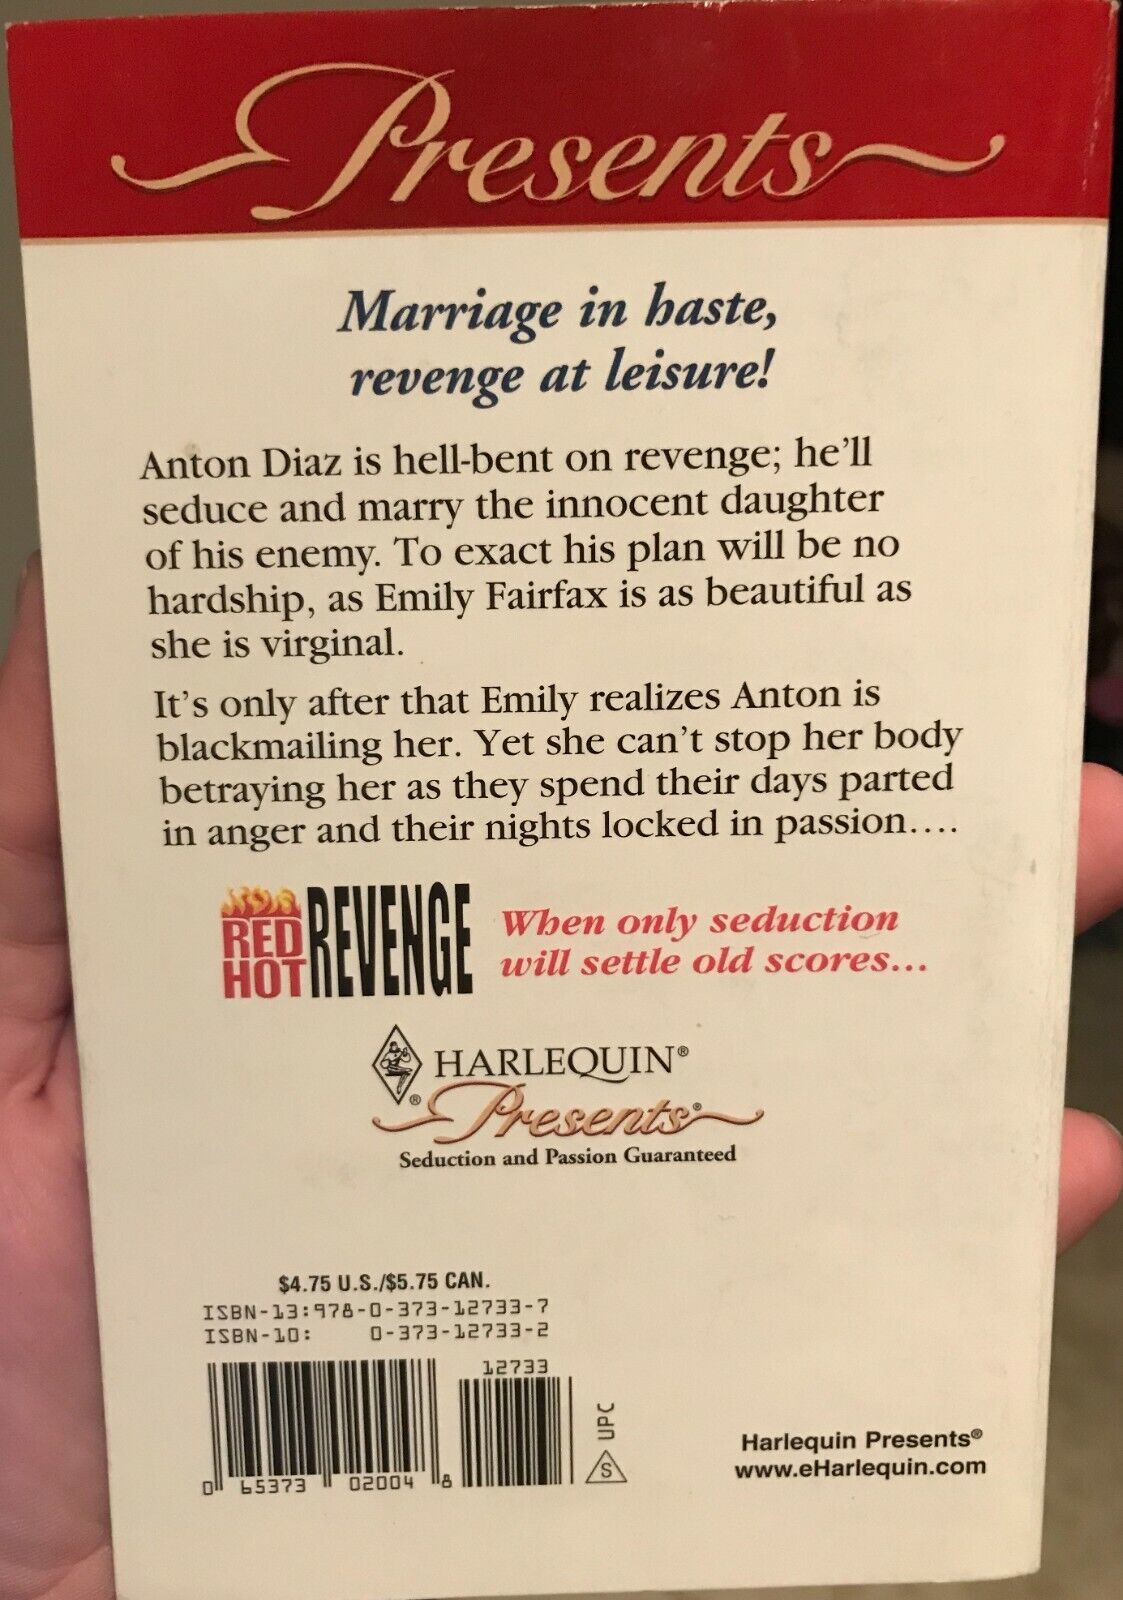 Presents
Marriage in haste,
revenge at leisure!
Anton Diaz is hell-bent on revenge; he'll
seduce and marry the innocent daughter
of his enemy. To exact his plan will be no
hardship, as Emily Fairfax is as beautiful as
she is virginal.
It's only after that Emily realizes Anton is
blackmailing her. Yet she can't stop her body
betraying her as they spend their days parted
in anger and their nights locked in passion....
RED
HOT
REVENGE
When only seduction
will settle old scores...
HARLEQUIN®
®
Presents®
Seduction and Passion Guaranteed
$4.75 U.S./$5.75 CAN.
ISBN-13:978-0-373-12733-7
ISBN-10: 0-373-12733-2
12733
0 65373 02004 8
S UPC
Harlequin Presents®
www.eHarlequin.com